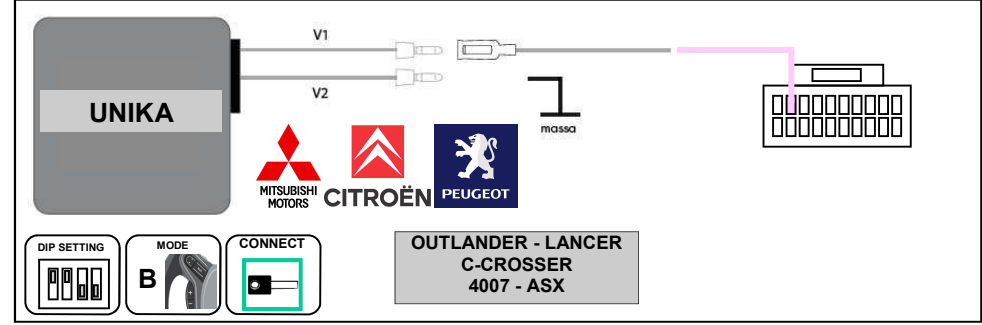 V1
V2
UNIKA
massa
MITSUBISHI
MOTORS
CITROËN
PEUGEOT
DIP SETTING
MODE
B
CONNECT
OUTLANDER - LANCER
C-CROSSER
4007 - ASX